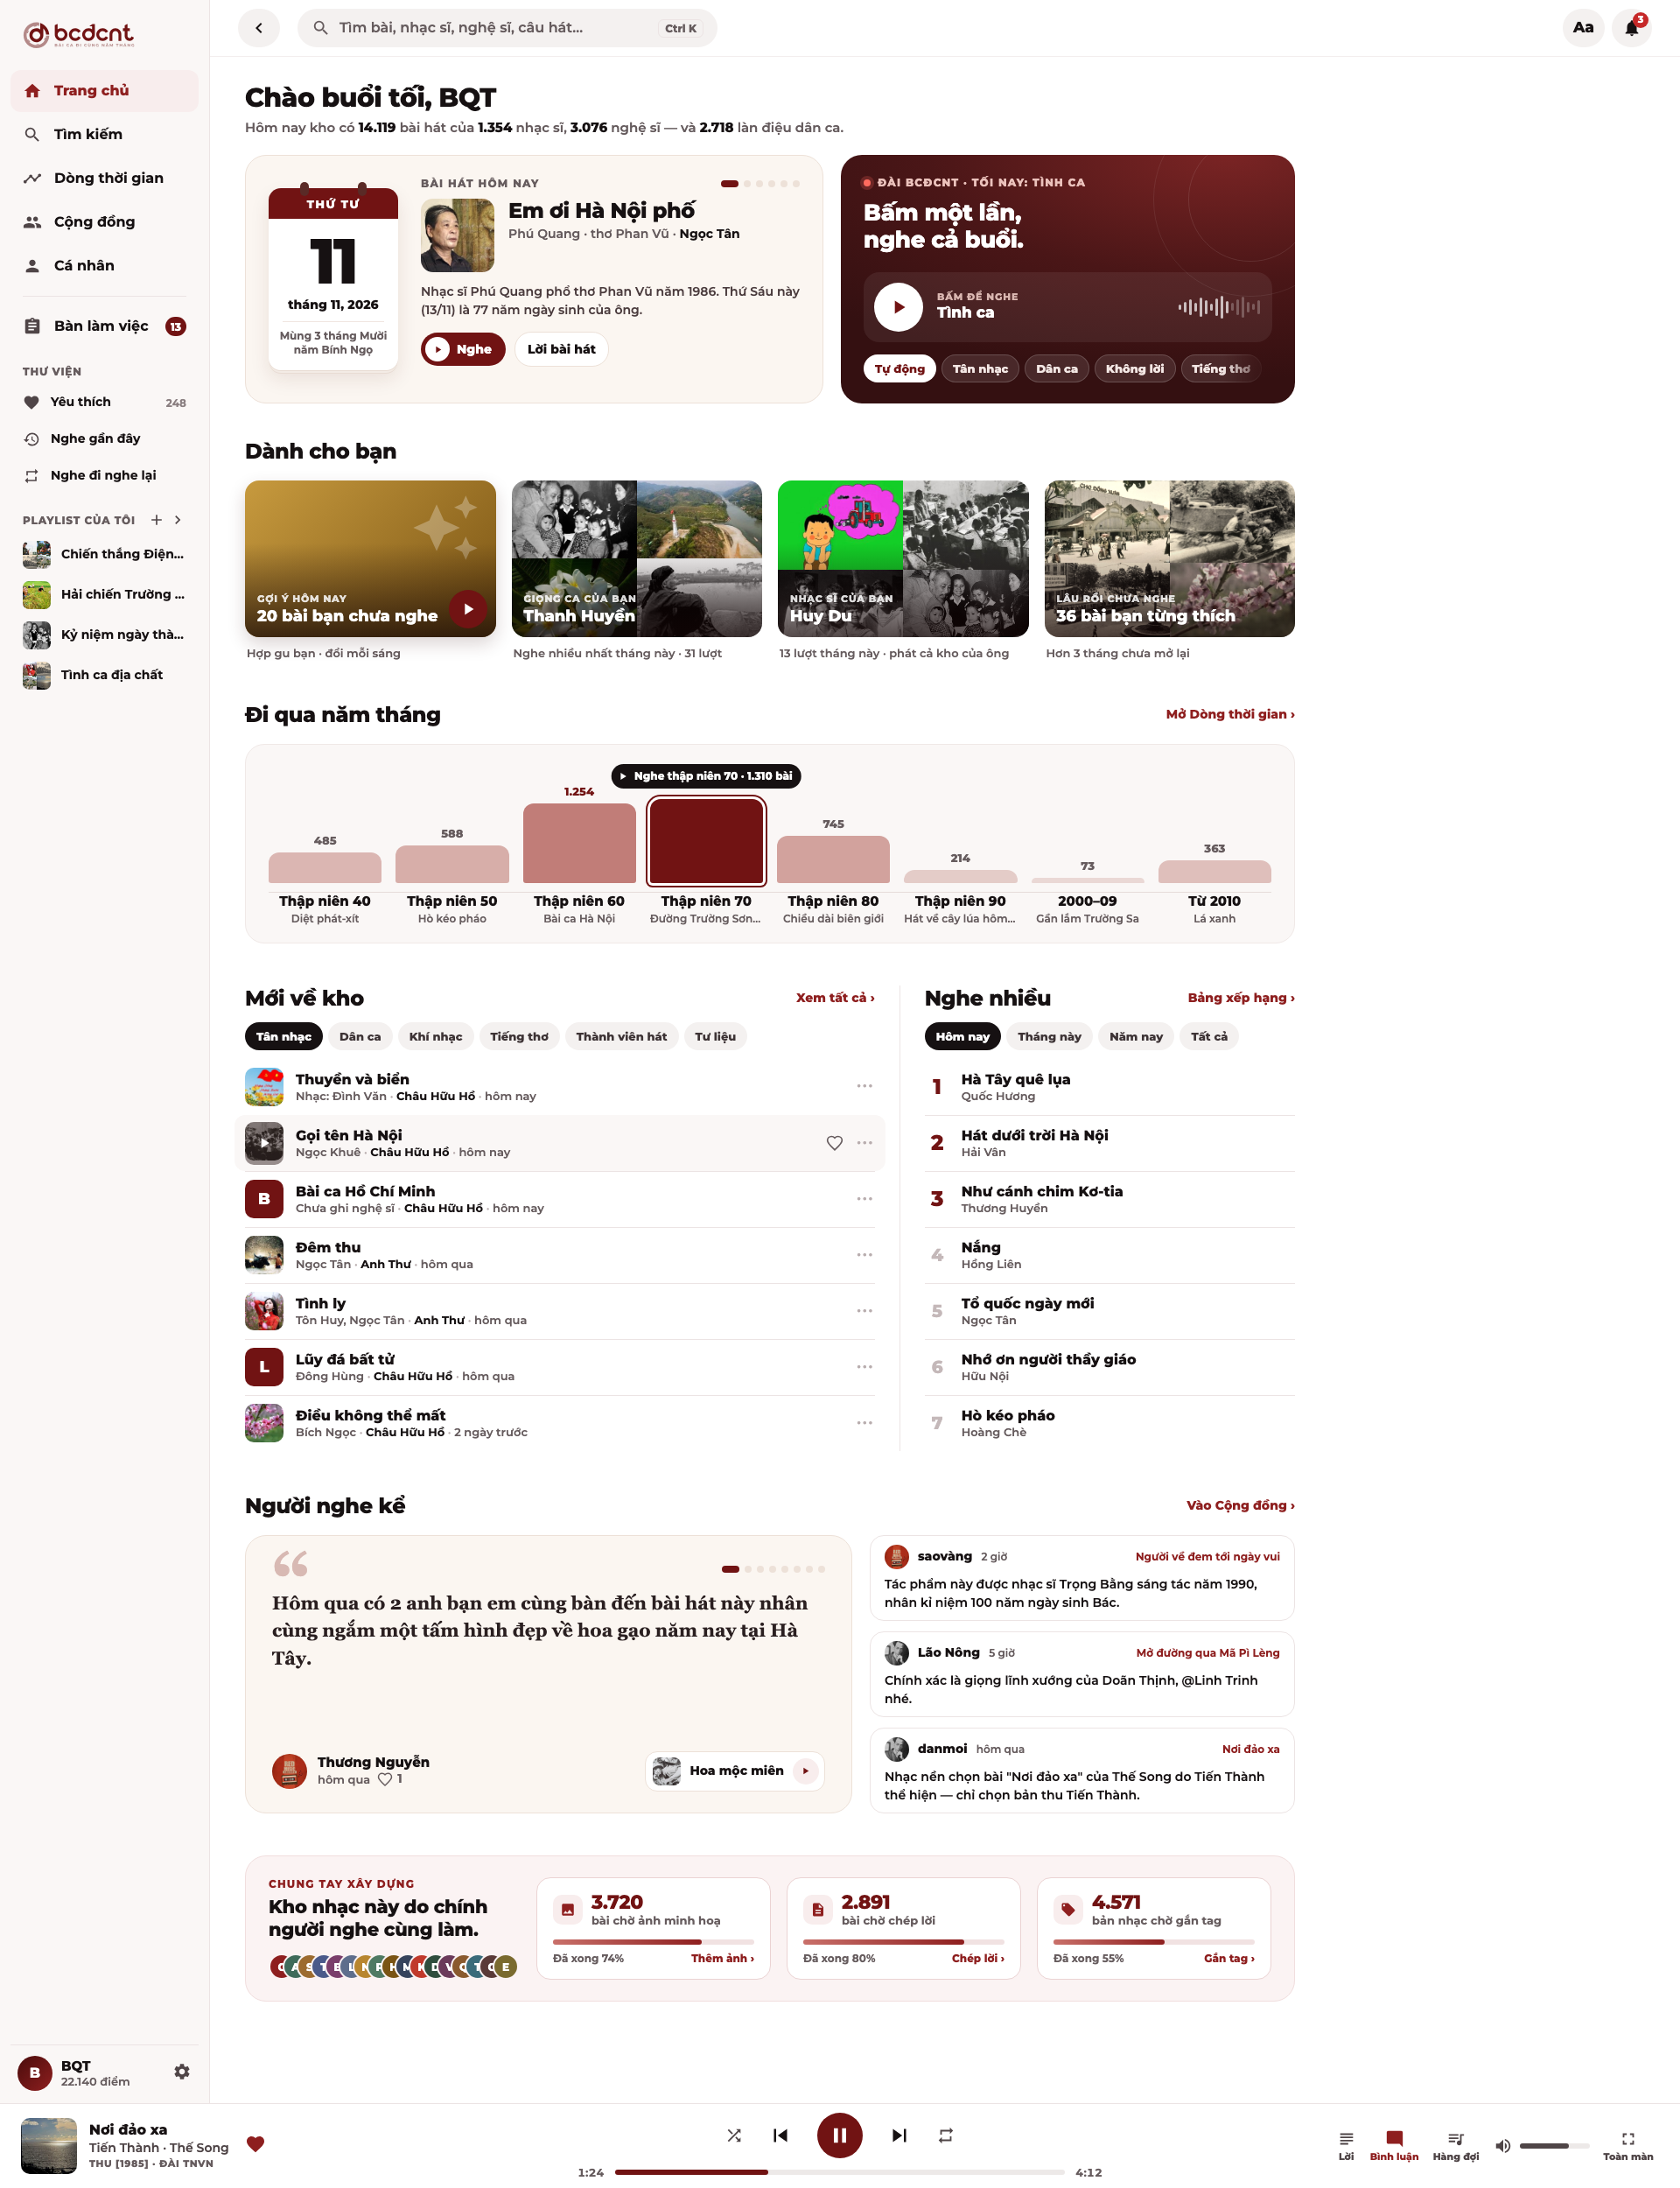 bcdcnt.
BÀI CA ĐI CÙNG NĂM THÁNG
Trang chủ
Tìm kiếm
Dòng thời gian
Cộng đồng
Cá nhân
Bàn làm việc
13
THƯ VIỆN
Yêu thích
248
Nghe gần đây
Nghe đi nghe lại
PLAYLIST CỦA TÔI
Chiến thắng Điện...
Hải chiến Trường ...
Kỷ niệm ngày thà...
Tình ca địa chất
BQT
22.140 điểm
Tìm bài, nhạc sĩ, nghệ sĩ, câu hát...
Ctrl K
Aa
3
Chào buổi tối, BQT
Hôm nay kho có 14.119 bài hát của 1.354 nhạc sĩ, 3.076 nghệ sĩ — và 2.718 làn điệu dân ca.
THỨ TƯ
11
tháng 11, 2026
Mùng 3 tháng Mười
năm Bính Ngọ
BÀI HÁT HÔM NAY
Em ơi Hà Nội phố
Phú Quang · thơ Phan Vũ · Ngọc Tân
Nhạc sĩ Phú Quang phổ thơ Phan Vũ năm 1986. Thứ Sáu này
(13/11) là 77 năm ngày sinh của ông.
Nghe
Lời bài hát
ĐÀI BCĐCNT · TỐI NAY: TÌNH CA
Bấm một lần,
nghe cả buổi.
BẤM ĐỂ NGHE
Tình ca
Tự động
Tân nhạc
Dân ca
Không lời
Tiếng thơ
Dành cho bạn
GỢI Ý HÔM NAY
20 bài bạn chưa nghe
Hợp gu bạn · đổi mỗi sáng
GIỌNG CA CỦA BẠN
Thanh Huyền
Nghe nhiều nhất tháng này · 31 lượt
NHẠC SĨ CỦA BẠN
Huy Du
13 lượt tháng này · phát cả kho của ông
LÂU RỒI CHƯA NGHE
36 bài bạn từng thích
Hơn 3 tháng chưa mở lại
Đi qua năm tháng
Mở Dòng thời gian ›
Nghe thập niên 70 · 1.310 bài
485
588
1.254
745
214
73
363
Thập niên 40
Thập niên 50
Thập niên 60
Thập niên 70
Thập niên 80
Thập niên 90
2000–09
Từ 2010
Diệt phát-xít
Hò kéo pháo
Bài ca Hà Nội
Đường Trường Sơn...
Chiều dài biên giới
Hát về cây lúa hôm...
Gần lắm Trường Sa
Lá xanh
Mới về kho
Xem tất cả ›
Tân nhạc
Dân ca
Khí nhạc
Tiếng thơ
Thành viên hát
Tư liệu
Thuyền và biển
Nhạc: Đình Văn · Châu Hữu Hồ · hôm nay
Gọi tên Hà Nội
Ngọc Khuê · Châu Hữu Hồ · hôm nay
B
Bài ca Hồ Chí Minh
Chưa ghi nghệ sĩ · Châu Hữu Hồ · hôm nay
Đêm thu
Ngọc Tân · Anh Thư · hôm qua
Tình ly
Tôn Huy, Ngọc Tân · Anh Thư · hôm qua
L
Lũy đá bất tử
Đông Hùng · Châu Hữu Hồ · hôm qua
Điều không thể mất
Bích Ngọc · Châu Hữu Hồ · 2 ngày trước
Nghe nhiều
Bảng xếp hạng ›
Hôm nay
Tháng này
Năm nay
Tất cả
1
Hà Tây quê lụa
Quốc Hương
2
Hát dưới trời Hà Nội
Hải Vân
3
Như cánh chim Kơ-tia
Thương Huyền
4
Nắng
Hồng Liên
5
Tổ quốc ngày mới
Ngọc Tân
6
Nhớ ơn người thầy giáo
Hữu Nội
7
Hò kéo pháo
Hoàng Chè
Người nghe kể
Vào Cộng đồng ›
Hôm qua có 2 anh bạn em cùng bàn đến bài hát này nhân
cùng ngắm một tấm hình đẹp về hoa gạo năm nay tại Hà
Tây.
Thương Nguyễn
hôm qua 1
Hoa mộc miên
saovàng 2 giờ
Người về đem tới ngày vui
Tác phẩm này được nhạc sĩ Trọng Bằng sáng tác năm 1990,
nhân kỉ niệm 100 năm ngày sinh Bác.
Lão Nông 5 giờ
Mở đường qua Mã Pì Lèng
Chính xác là giọng lĩnh xướng của Doãn Thịnh, @Linh Trinh
nhé.
danmoi hôm qua
Nơi đảo xa
Nhạc nền chọn bài "Nơi đảo xa" của Thế Song do Tiến Thành
thể hiện — chỉ chọn bản thu Tiến Thành.
CHUNG TAY XÂY DỰNG
Kho nhạc này do chính
người nghe cùng làm.
E
3.720
bài chờ ảnh minh hoạ
Đã xong 74%
Thêm ảnh ›
2.891
bài chờ chép lời
Đã xong 80%
Chép lời ›
4.571
bản nhạc chờ gắn tag
Đã xong 55%
Gắn tag ›
B
Nơi đảo xa
Tiến Thành · Thế Song
THU [1985] · ĐÀI TNVN
1:24
4:12
Lời
Bình luận
Hàng đợi
Toàn màn